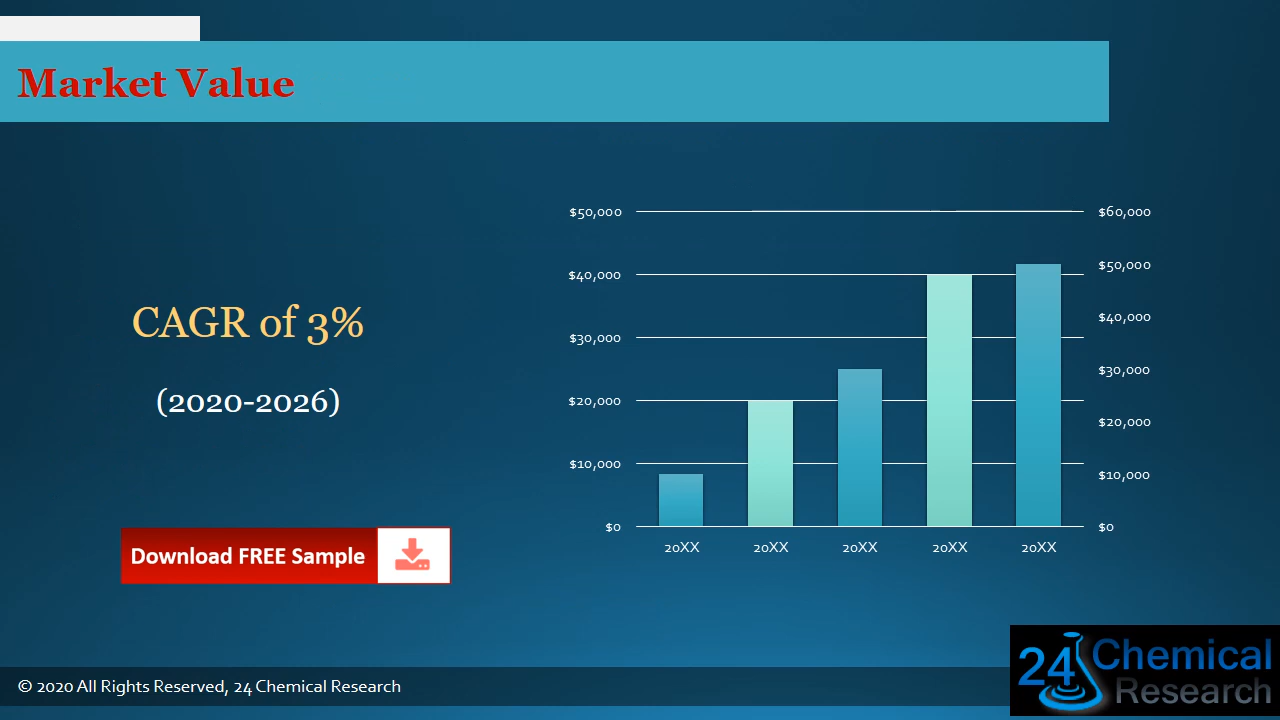 Market Value
CAGR of 3%
(2020-2026)
Download FREE Sample
$50,000
$40,000
$30,000
$20,000
$10,000
$0
$60,000
$50,000
$40,000
$30,000
$20,000
$10,000
$0
20XX 20XX 20XX 20XX 20XX
© 2020 All Rights Reserved, 24 Chemical Research
24 Chemical
Research